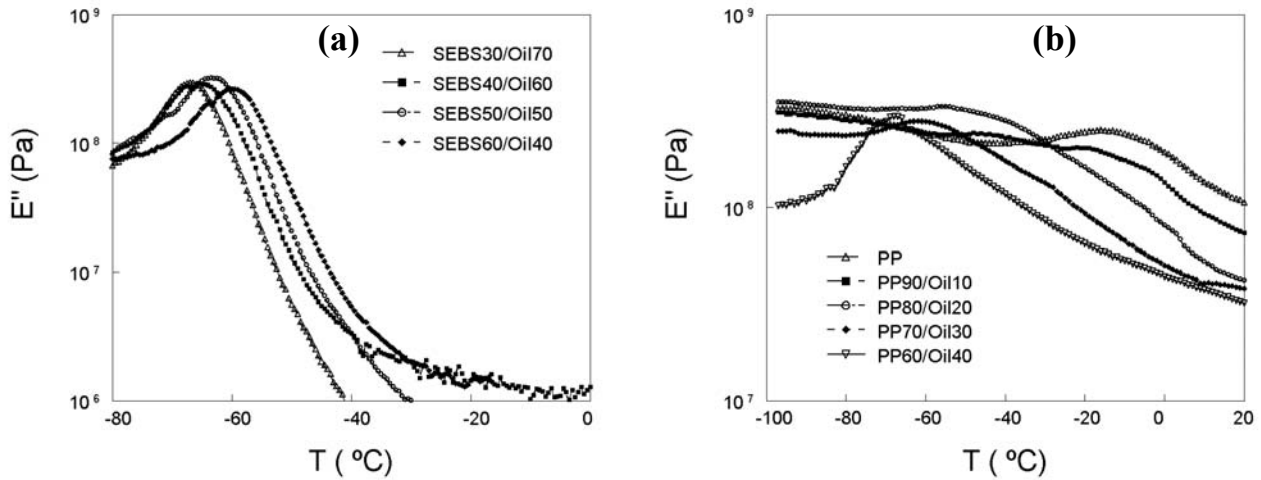 (a)
10⁹
10⁸
10⁷
10⁶
E" (Pa)
SEBS30/Oil70
SEBS40/Oil60
SEBS50/Oil50
SEBS60/Oil40
-80 -60 -40 -20 0
T ( ºC)
(b)
10⁹
10⁸
10⁷
E" (Pa)
PP
PP90/Oil10
PP80/Oil20
PP70/Oil30
PP60/Oil40
-100 -80 -60 -40 -20 0 20
T ( ºC)